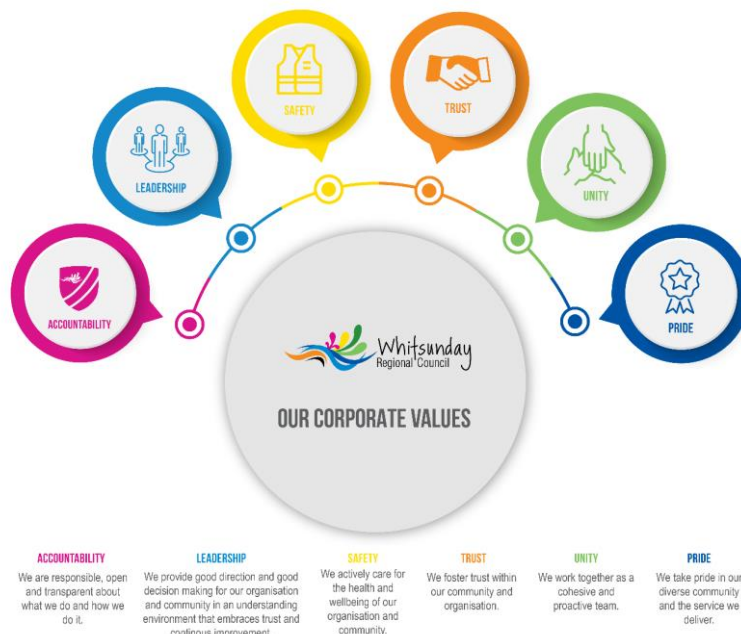 SAFETY
TRUST
LEADERSHIP
UNITY
ACCOUNTABILITY
PRIDE
Whitsunday
Regional Council
OUR CORPORATE VALUES
ACCOUNTABILITY
We are responsible, open
and transparent about
what we do and how we
do it.
LEADERSHIP
We provide good direction and good
decision making for our organisation
and community in an understanding
environment that embraces trust and
continous improvement
SAFETY
We actively care for
the health and
wellbeing of our
organisation and
community.
TRUST
We foster trust within
our community and
organisation.
UNITY
We work together as a
cohesive and
proactive team.
PRIDE
We take pride in our
diverse community
and the service we
deliver.